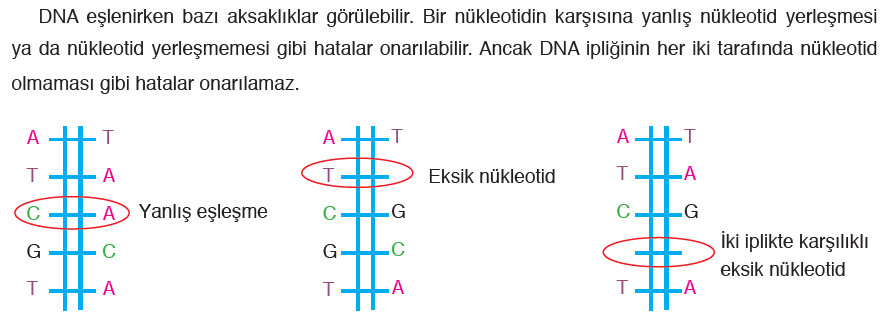 DNA eşlenirken bazı aksaklıklar görülebilir. Bir nükleotidin karşısına yanlış nükleotid yerleşmesi
ya da nükleotid yerleşmemesi gibi hatalar onarılabilir. Ancak DNA ipliğinin her iki tarafında nükleotid
olmaması gibi hatalar onarılamaz.
A T
T A
C A Yanlış eşleşme
G C
T A
A T
T Eksik nükleotid
C G
G C
T A
A T
T A
C G
İki iplikte karşılıklı
eksik nükleotid
T A